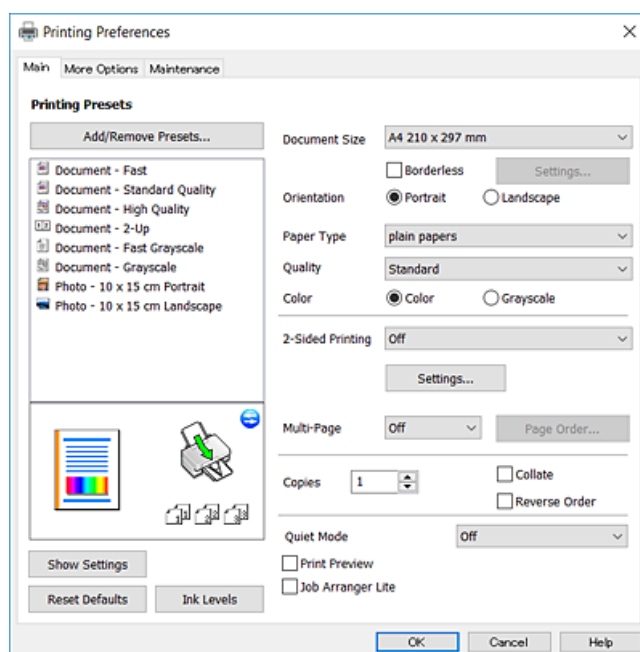 Printing Preferences
Main More Options Maintenance
Printing Presets
Add/Remove Presets...
Document - Fast
Document - Standard Quality
Document - High Quality
Document - 2-Up
Document - Fast Grayscale
Document - Grayscale
Photo - 10 x 15 cm Portrait
Photo - 10 x 15 cm Landscape
Show Settings
Reset Defaults Ink Levels
Document Size A4 210 x 297 mm
Borderless Settings...
Orientation Portrait Landscape
Paper Type plain papers
Quality Standard
Color Color Grayscale
2-Sided Printing Off
Settings...
Multi-Page Off Page Order...
Copies 1 Collate
Reverse Order
Quiet Mode Off
Print Preview
Job Arranger Lite
OK Cancel Help